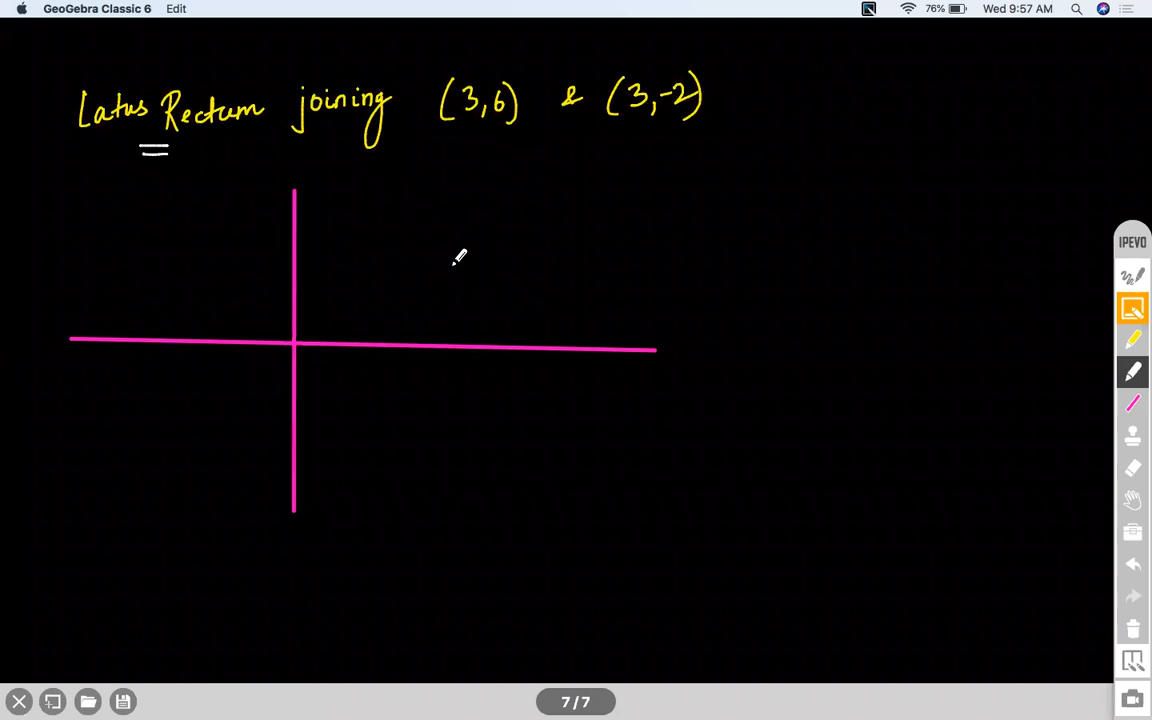 GeoGebra Classic 6 Edit 76% Wed 9:57 AM
Latus Rectum joining (3,6) & (3,-2)
IPEVO
7/7